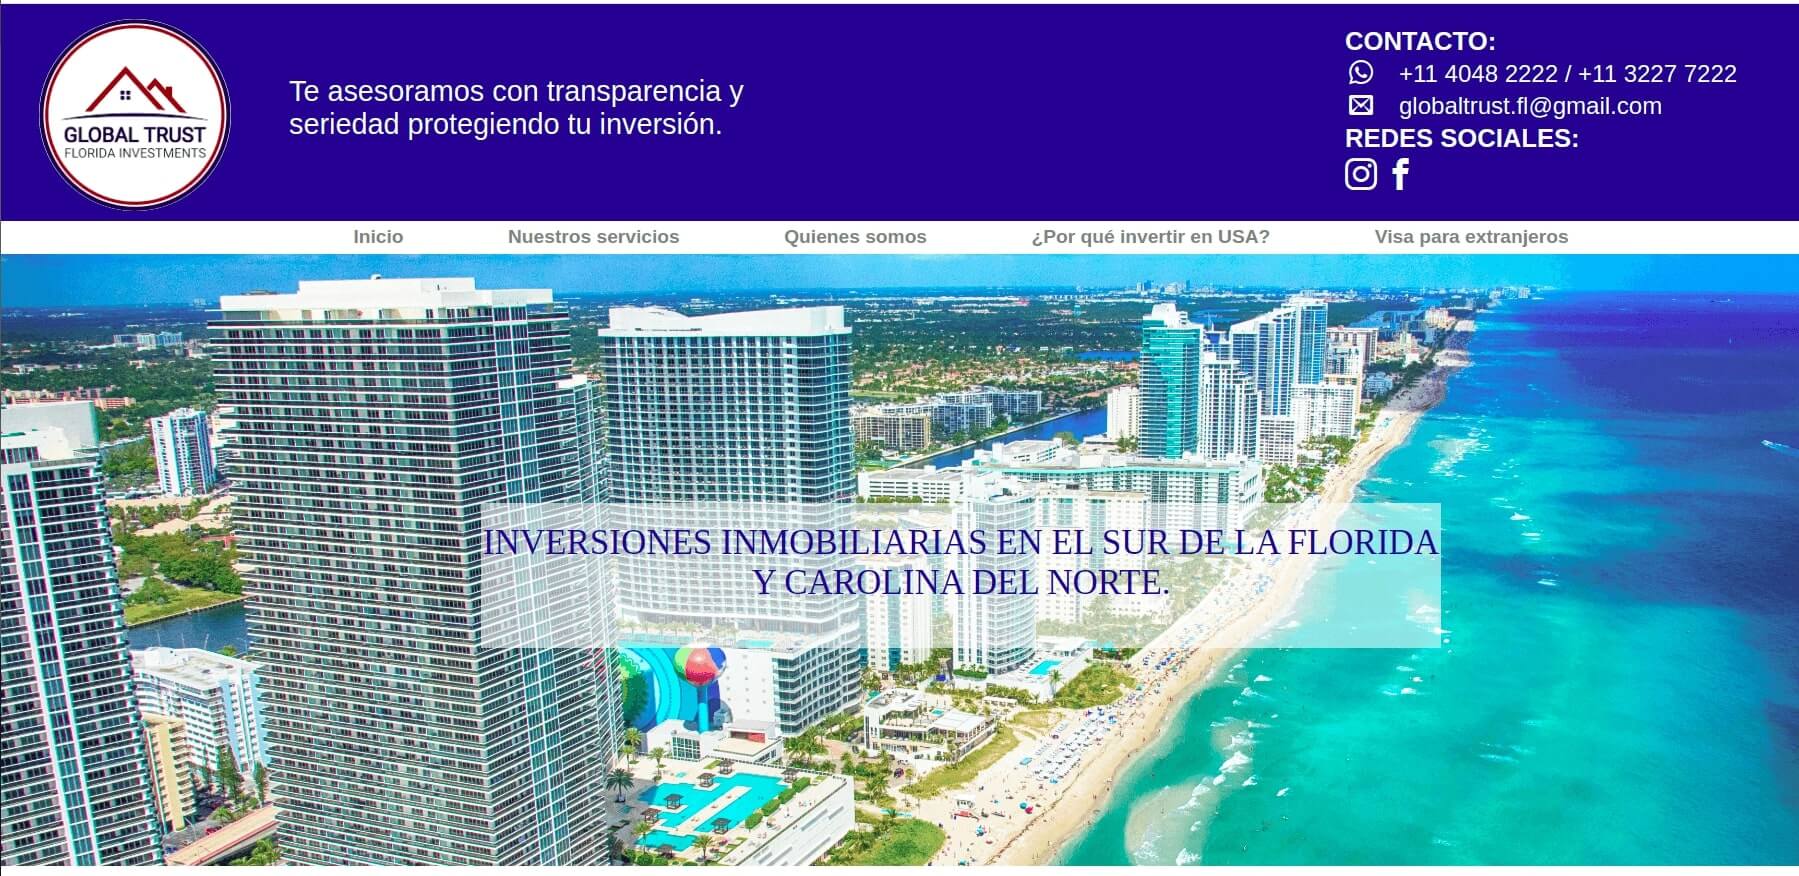 GLOBAL TRUST
FLORIDA INVESTMENTS
Te asesoramos con transparencia y
seriedad protegiendo tu inversión.
CONTACTO:
+11 4048 2222 / +11 3227 7222
globaltrust.fl@gmail.com
REDES SOCIALES:
Inicio
Nuestros servicios
Quienes somos
¿Por qué invertir en USA?
Visa para extranjeros
INVERSIONES INMOBILIARIAS EN EL SUR DE LA FLORIDA
Y CAROLINA DEL NORTE.